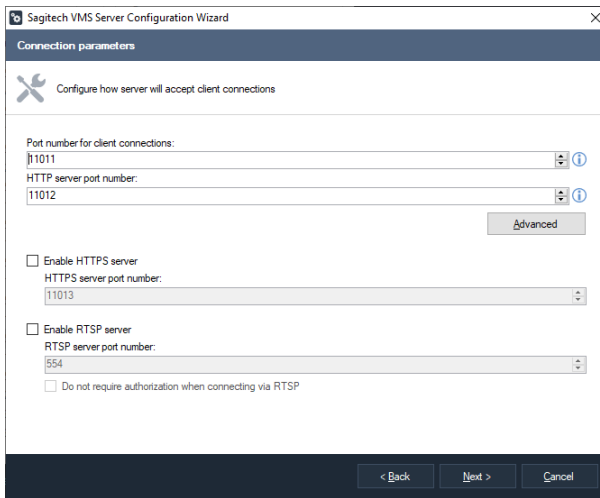 Sagitech VMS Server Configuration Wizard
Connection parameters
Configure how server will accept client connections
Port number for client connections:
11011
HTTP server port number:
11012
Advanced
Enable HTTPS server
HTTPS server port number:
11013
Enable RTSP server
RTSP server port number:
554
Do not require authorization when connecting via RTSP
< Back Next > Cancel